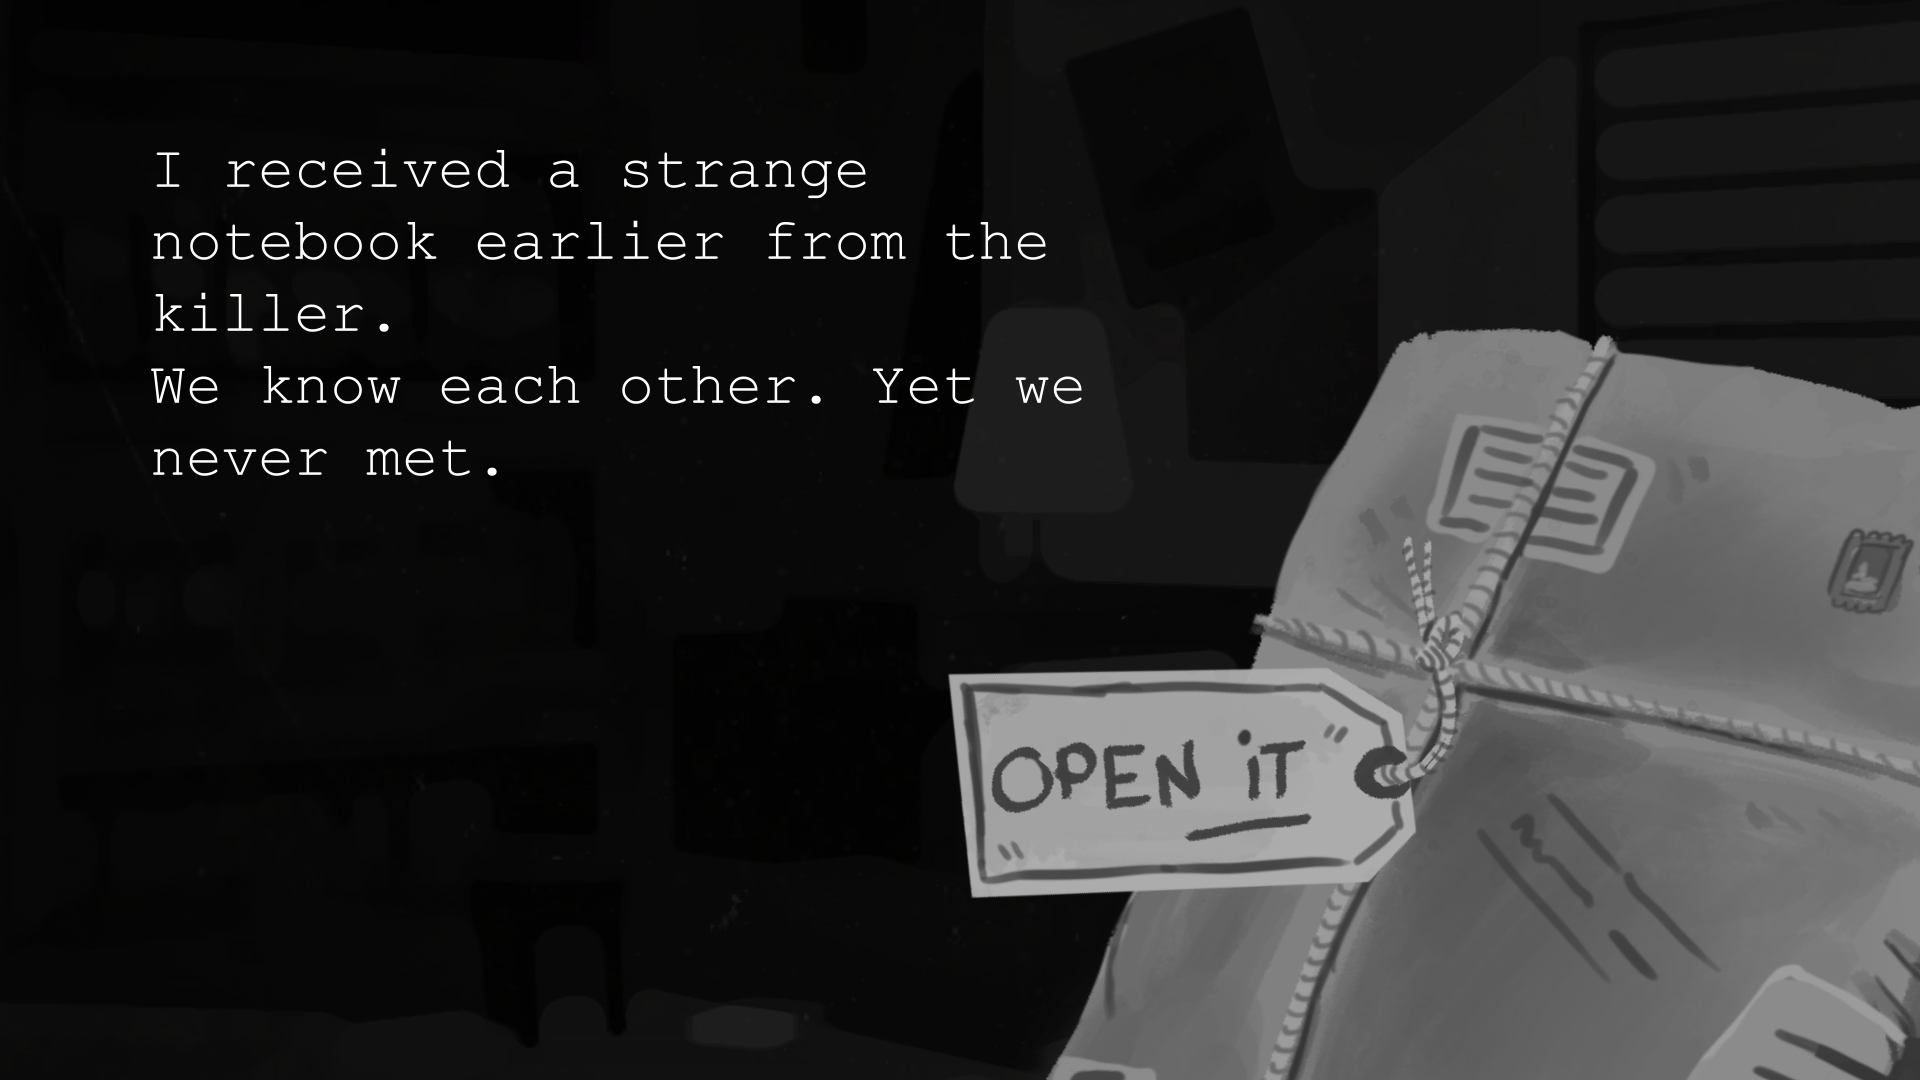 I received a strange
notebook earlier from the
killer.
We know each other. Yet we
never met.
OPEN iT